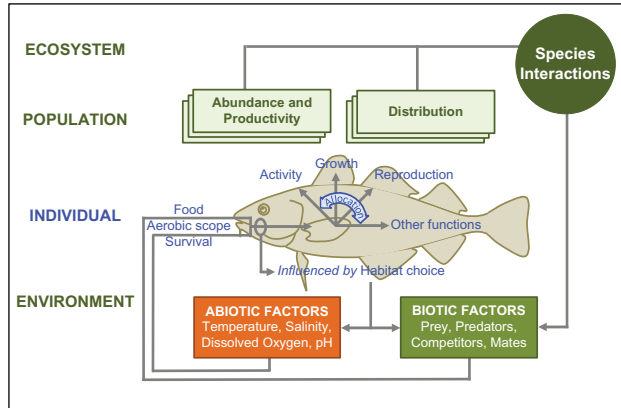 ECOSYSTEM
Species
Interactions
POPULATION
Abundance and
Productivity
Distribution
INDIVIDUAL
Growth
Activity
Reproduction
Allocation
Food
Aerobic scope
Survival
Other functions
Influenced by Habitat choice
ENVIRONMENT
ABIOTIC FACTORS
Temperature, Salinity,
Dissolved Oxygen, pH
BIOTIC FACTORS
Prey, Predators,
Competitors, Mates